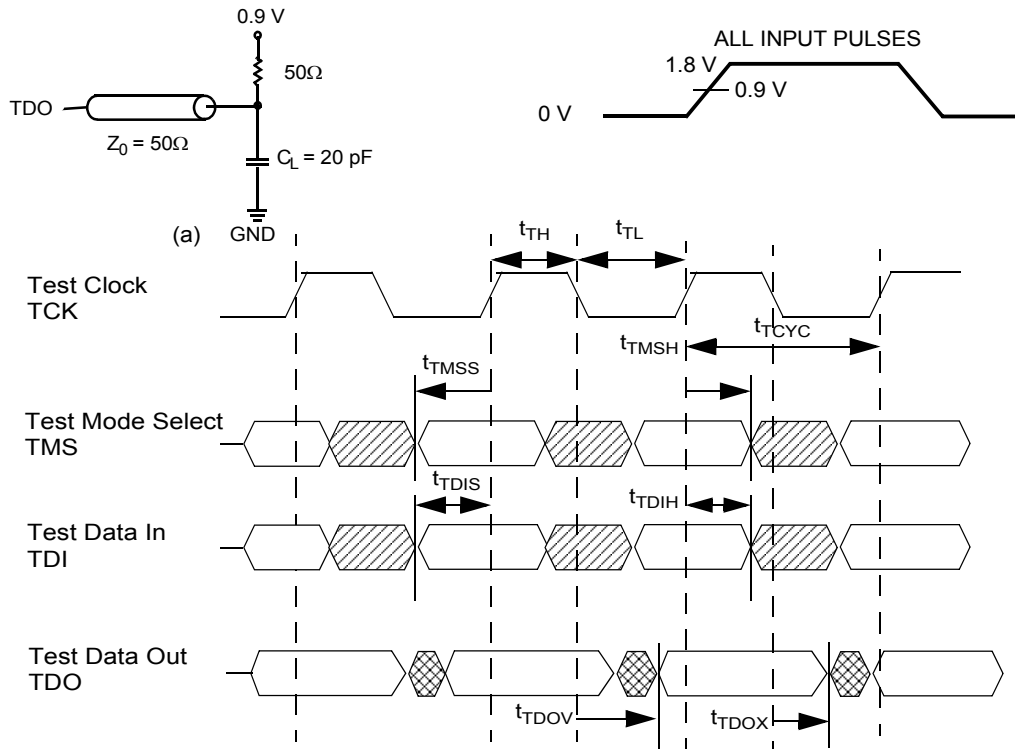 0.9 V
50Ω
TDO
Z0 = 50Ω
CL = 20 pF
(a) GND
ALL INPUT PULSES
1.8 V
0.9 V
0 V
tTH
tTL
Test Clock
TCK
tTCYC
tTMSH
tTMSS
Test Mode Select
TMS
tTDIS
tTDIH
Test Data In
TDI
Test Data Out
TDO
tTDOV
tTDOX